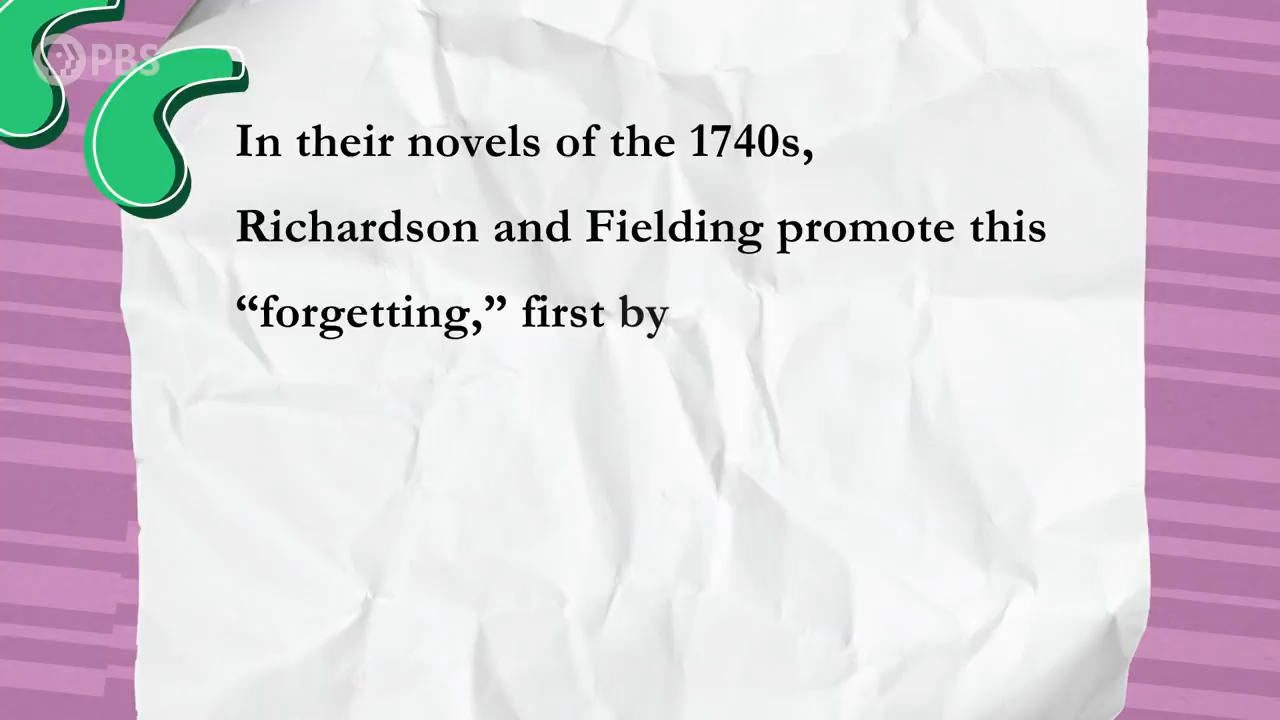 PBS
In their novels of the 1740s,
Richardson and Fielding promote this
“forgetting,” first by